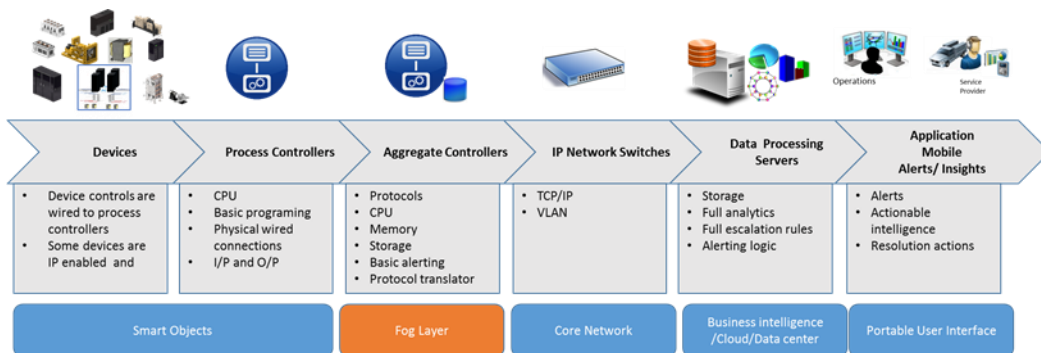 Operations
Service
Provider
Devices
Process Controllers
Aggregate Controllers
IP Network Switches
Data Processing
Servers
Application
Mobile
Alerts/ Insights
• Device controls are
wired to process
controllers
• Some devices are
IP enabled and
• CPU
• Basic programing
• Physical wired
connections
• I/P and O/P
• Protocols
• CPU
• Memory
• Storage
• Basic alerting
• Protocol translator
• TCP/IP
• VLAN
• Storage
• Full analytics
• Full escalation rules
• Alerting logic
• Alerts
• Actionable
intelligence
• Resolution actions
Smart Objects
Fog Layer
Core Network
Business intelligence
/Cloud/Data center
Portable User Interface